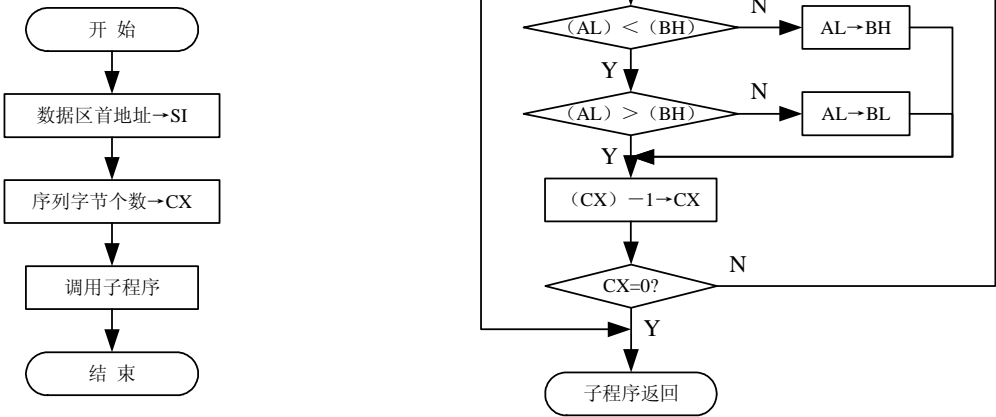 开 始
数据区首地址→SI
序列字节个数→CX
调用子程序
结 束
(AL)<(BH)
N
AL→BH
Y
(AL)>(BH)
N
AL→BL
Y
(CX)-1→CX
CX=0?
N
Y
子程序返回